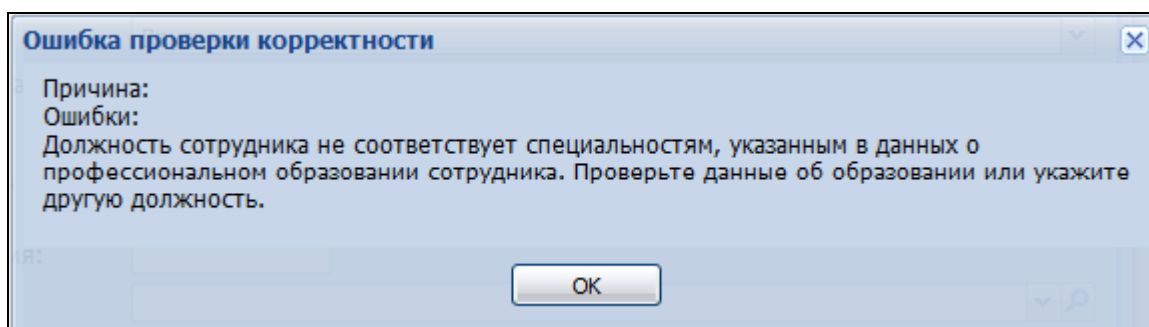 Ошибка проверки корректности
Причина:
Ошибки:
Должность сотрудника не соответствует специальностям, указанным в данных о
профессиональном образовании сотрудника. Проверьте данные об образовании или укажите
другую должность.
ия:
OK